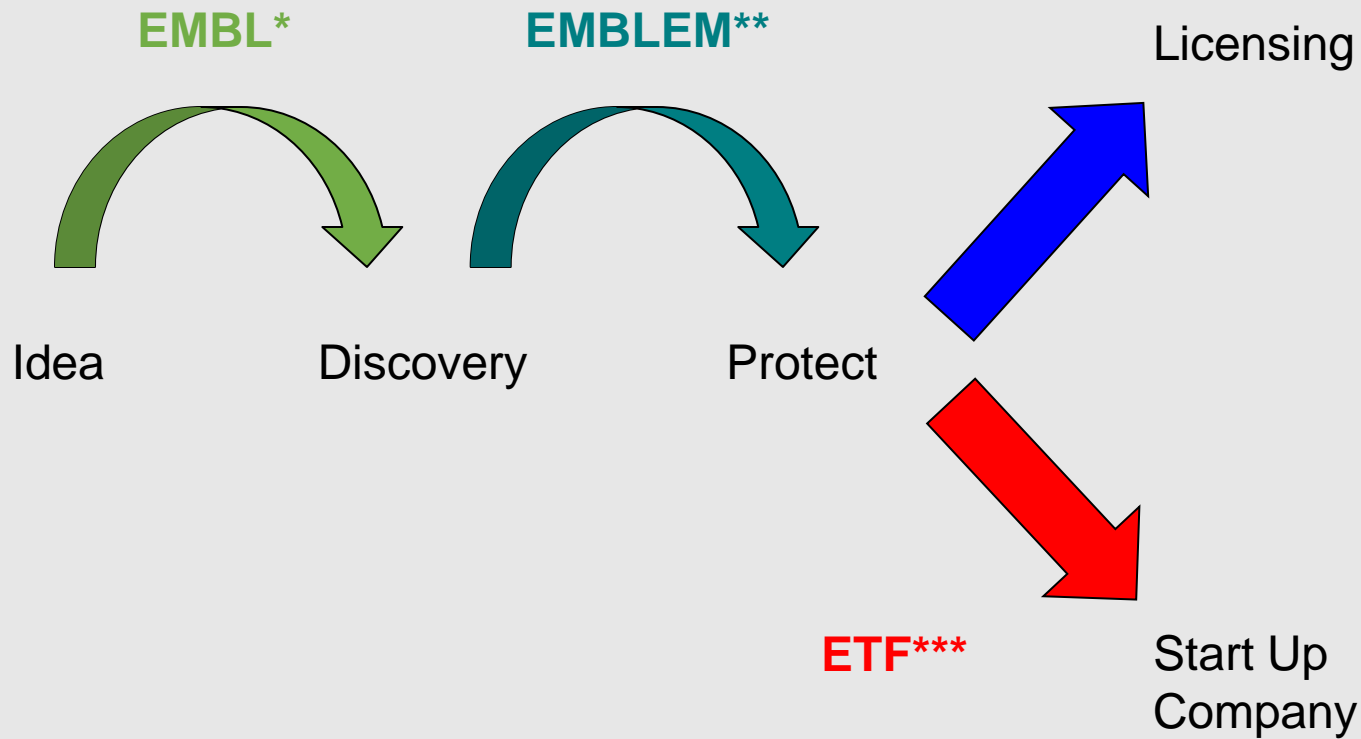 EMBL*
EMBLEM**
Licensing
Idea
Discovery
Protect
ETF***
Start Up
Company